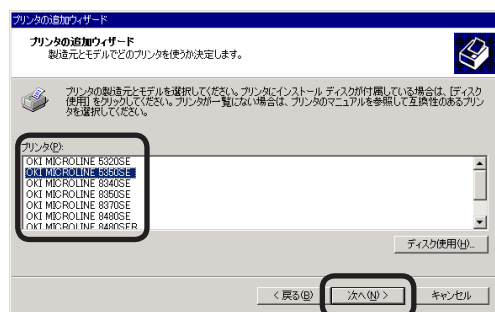 プリンタの追加ウィザード
プリンタの追加ウィザード
製造元とモデルでどのプリンタを使うか決定します。
プリンタの製造元とモデルを選択してください。プリンタにインストール ディスクが付属している場合は、[ディスク
使用] をクリックしてください。プリンタが一覧にない場合は、プリンタのマニュアルを参照して互換性のあるプリン
タを選択してください。
プリンタ(P):
OKI MICROLINE 5320SE
OKI MICROLINE 5350SE
OKI MICROLINE 8340SE
OKI MICROLINE 8350SE
OKI MICROLINE 8370SE
OKI MICROLINE 8480SE
OKI MICROLINE 8480SER
ディスク使用(H)...
< 戻る(B)
次へ(N) >
キャンセル